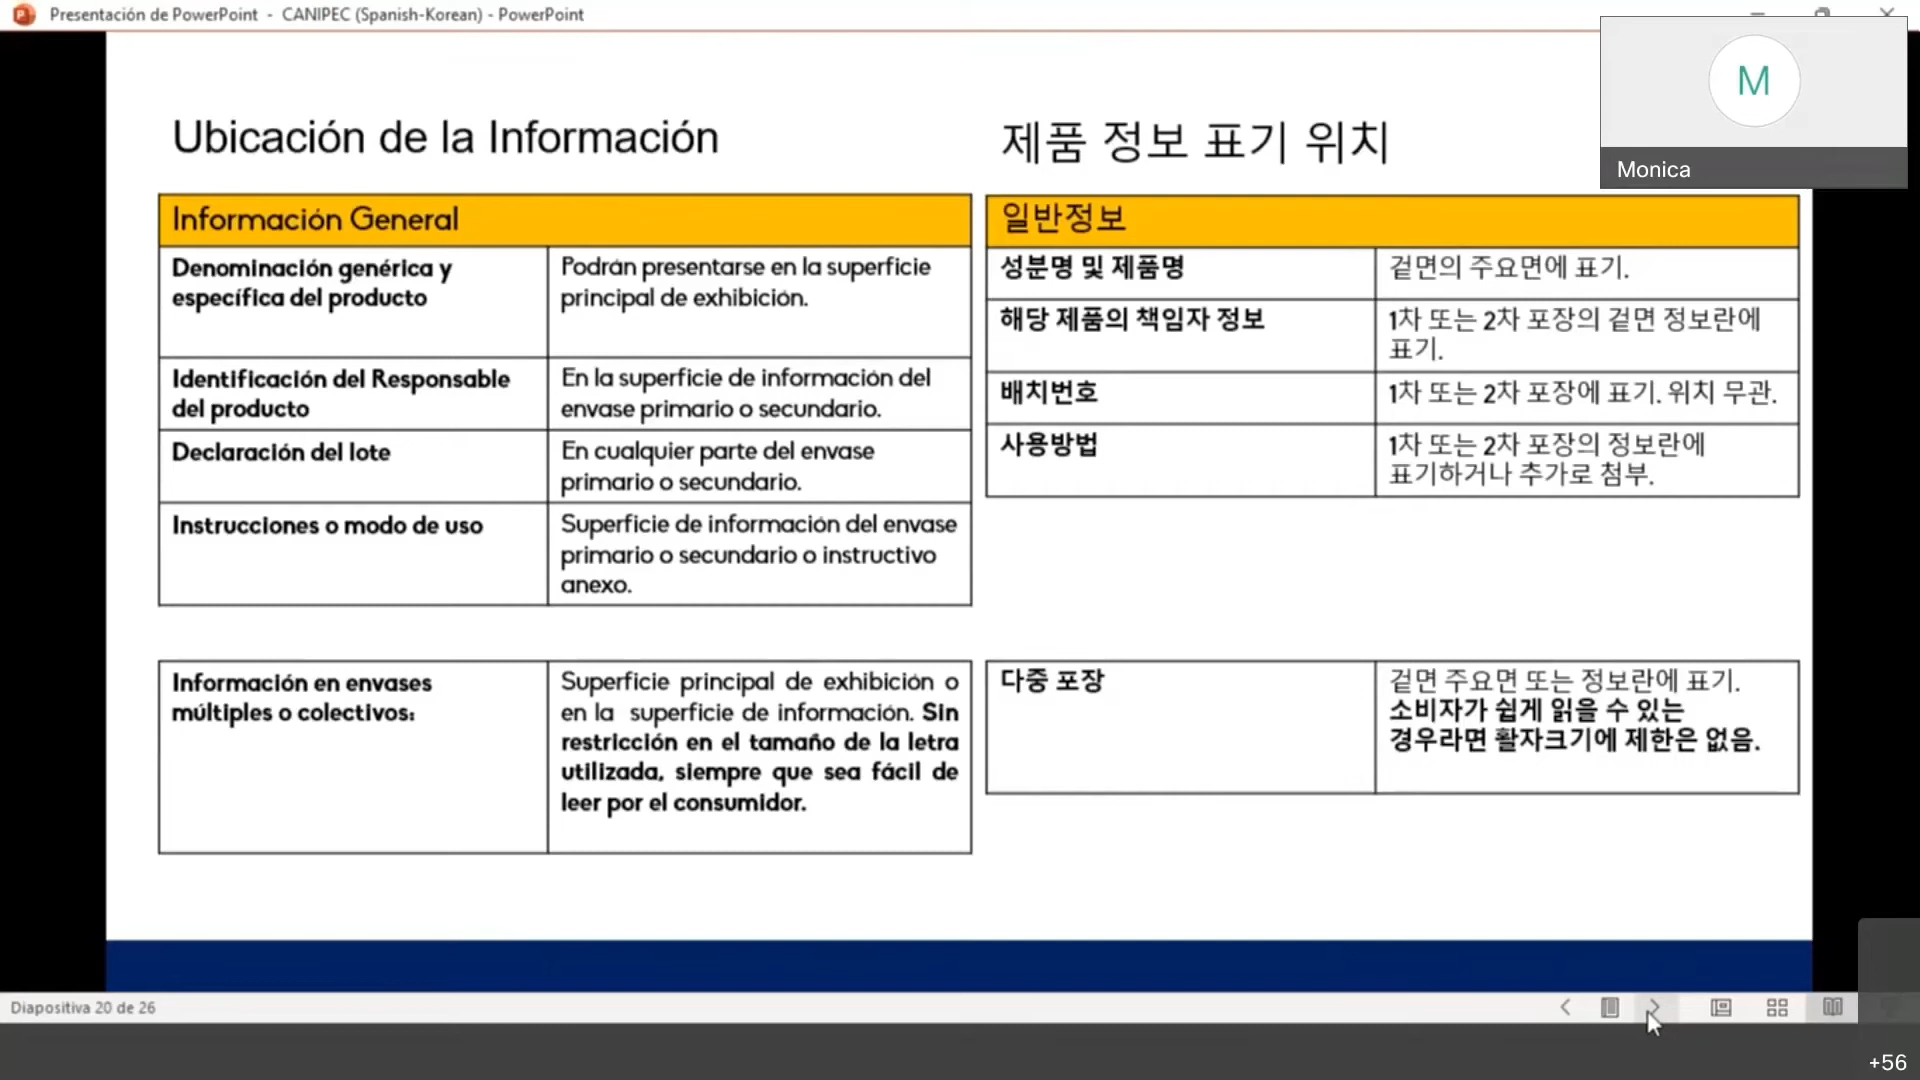 Presentación de PowerPoint - CANIPEC (Spanish-Korean) - PowerPoint
M
Monica
Ubicación de la Información
Información General
Denominación genérica y
específica del producto
Podrán presentarse en la superficie
principal de exhibición.
Identificación del Responsable
del producto
En la superficie de información del
envase primario o secundario.
Declaración del lote
En cualquier parte del envase
primario o secundario.
Instrucciones o modo de uso
Superficie de información del envase
primario o secundario o instructivo
anexo.
Información en envases
múltiples o colectivos:
Superficie principal de exhibición o
en la superficie de información. Sin
restricción en el tamaño de la letra
utilizada, siempre que sea fácil de
leer por el consumidor.
제품 정보 표기 위치
일반정보
성분명 및 제품명
겉면의 주요면에 표기.
해당 제품의 책임자 정보
1차 또는 2차 포장의 겉면 정보란에
표기.
배치번호
1차 또는 2차 포장에 표기. 위치 무관.
사용방법
1차 또는 2차 포장의 정보란에
표기하거나 추가로 첨부.
다중 포장
겉면 주요면 또는 정보란에 표기.
소비자가 쉽게 읽을 수 있는
경우라면 활자크기에 제한은 없음.
Diapositiva 20 de 26
+56